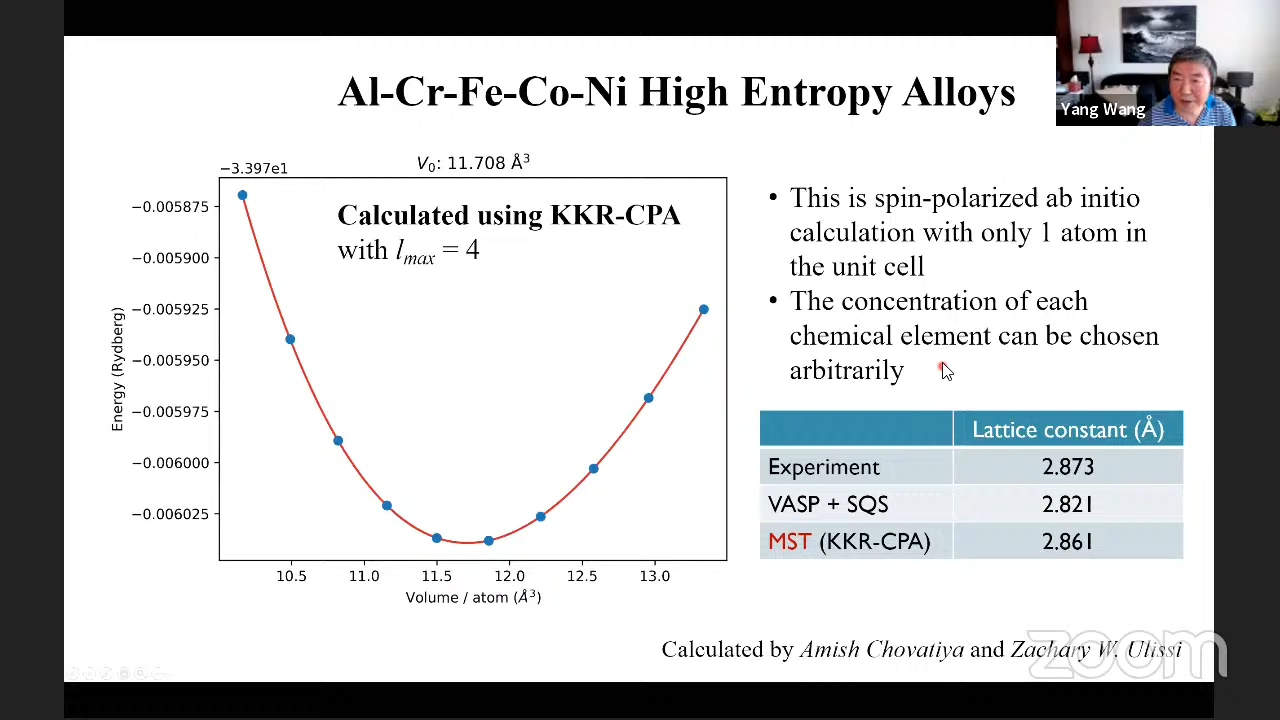 Al-Cr-Fe-Co-Ni High Entropy Alloys
Yang Wang
−3.397e1
V0: 11.708 Å3
Calculated using KKR-CPA
with lmax = 4
−0.005875
−0.005900
−0.005925
−0.005950
−0.005975
−0.006000
−0.006025
Energy (Rydberg)
10.5 11.0 11.5 12.0 12.5 13.0
Volume / atom (Å3)
• This is spin-polarized ab initio
calculation with only 1 atom in
the unit cell
• The concentration of each
chemical element can be chosen
arbitrarily
Lattice constant (Å)
Experiment 2.873
VASP + SQS 2.821
MST (KKR-CPA) 2.861
Calculated by Amish Chovatiya and Zachary W. Ulissi
zoom